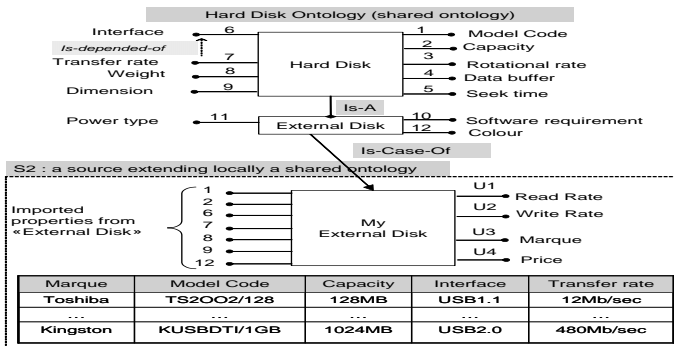 Hard Disk Ontology (shared ontology)
Interface 6 1 Model Code
Is-depended-of 2 Capacity
Transfer rate 7 Hard Disk 3 Rotational rate
Weight 8 4 Data buffer
Dimension 9 5 Seek time
Is-A
Power type 11 External Disk 10 Software requirement
12 Colour
Is-Case-Of
S2 : a source extending locally a shared ontology
Imported
properties from
«External Disk»
1
2
6
7
8
9
12
My
External Disk
U1 Read Rate
U2 Write Rate
U3 Marque
U4 Price
Marque Model Code Capacity Interface Transfer rate
Toshiba TS2OO2/128 128MB USB1.1 12Mb/sec
... ... ... ... ...
Kingston KUSBDTI/1GB 1024MB USB2.0 480Mb/sec